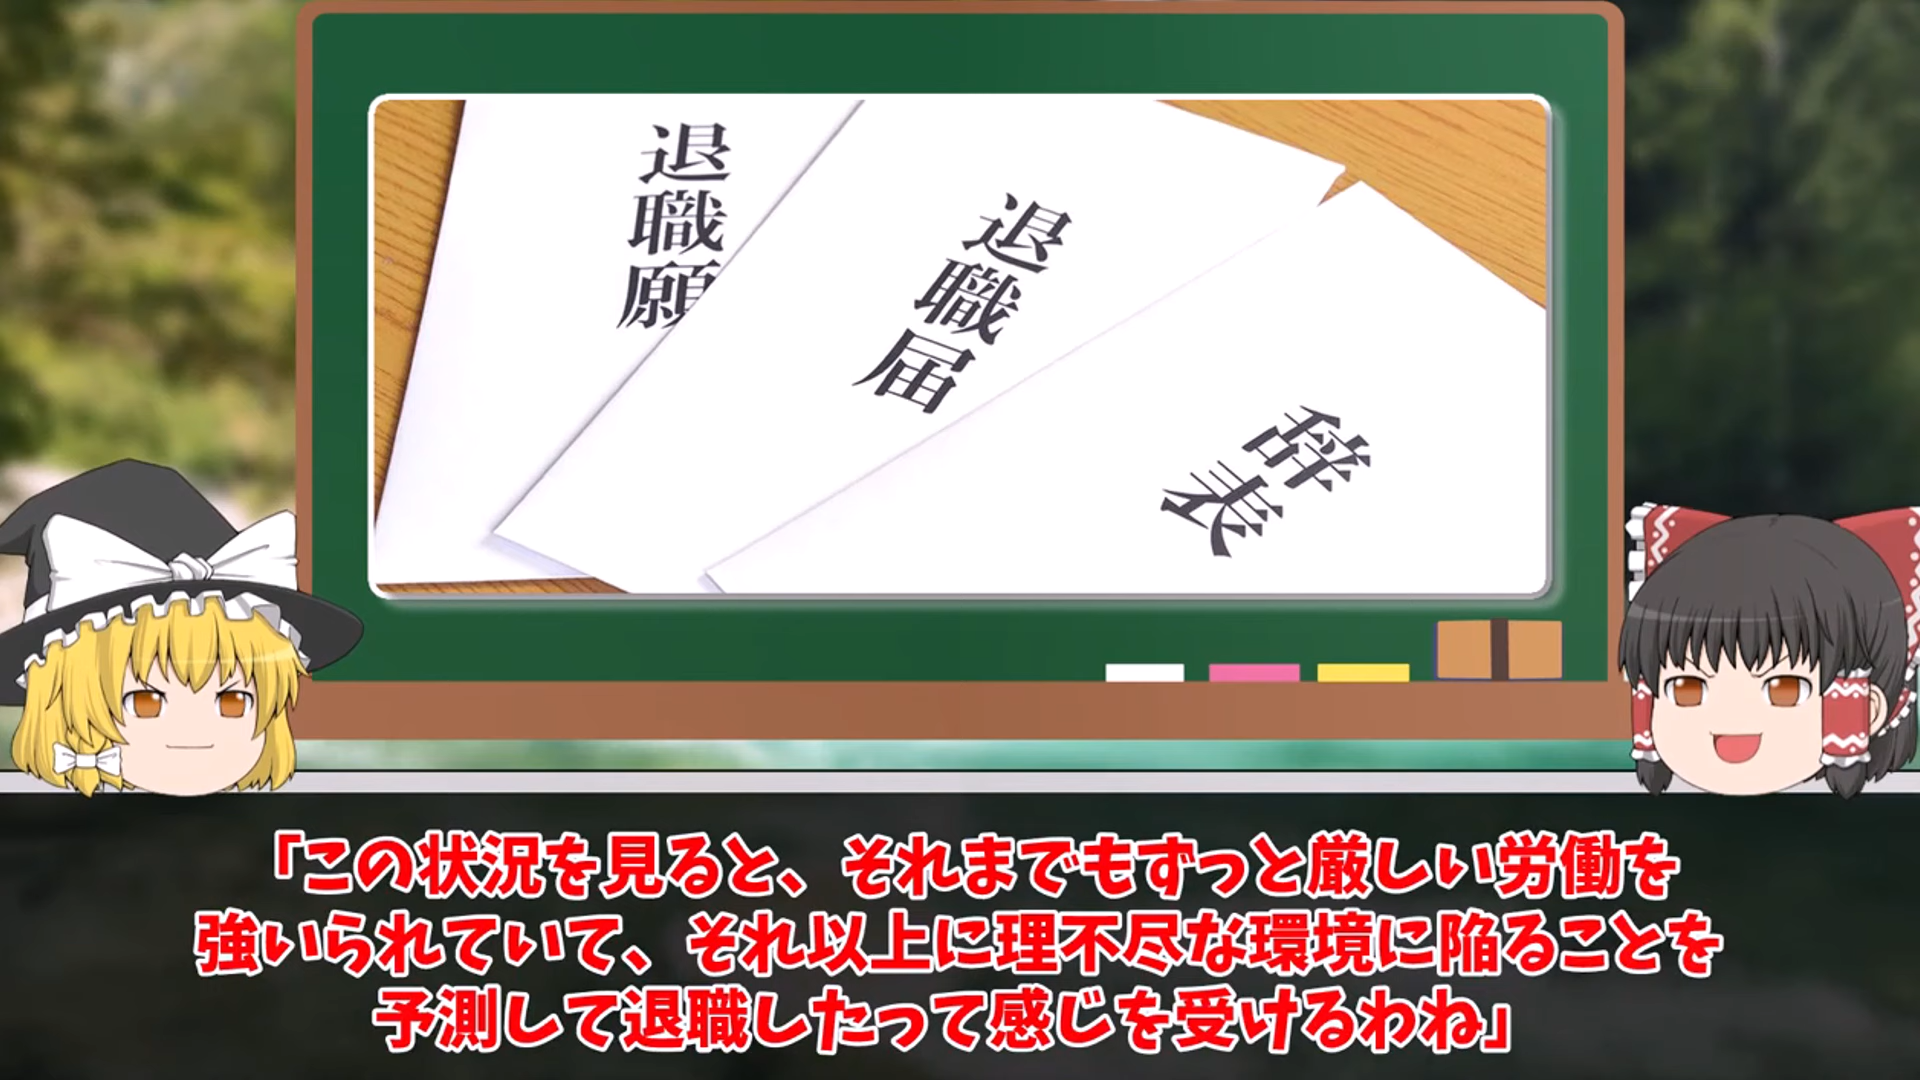 退職願
退職届
辞表
「この状況を見ると、それまでもずっと厳しい労働を
強いられていて、それ以上に理不尽な環境に陥ることを
予測して退職したって感じを受けるわね」